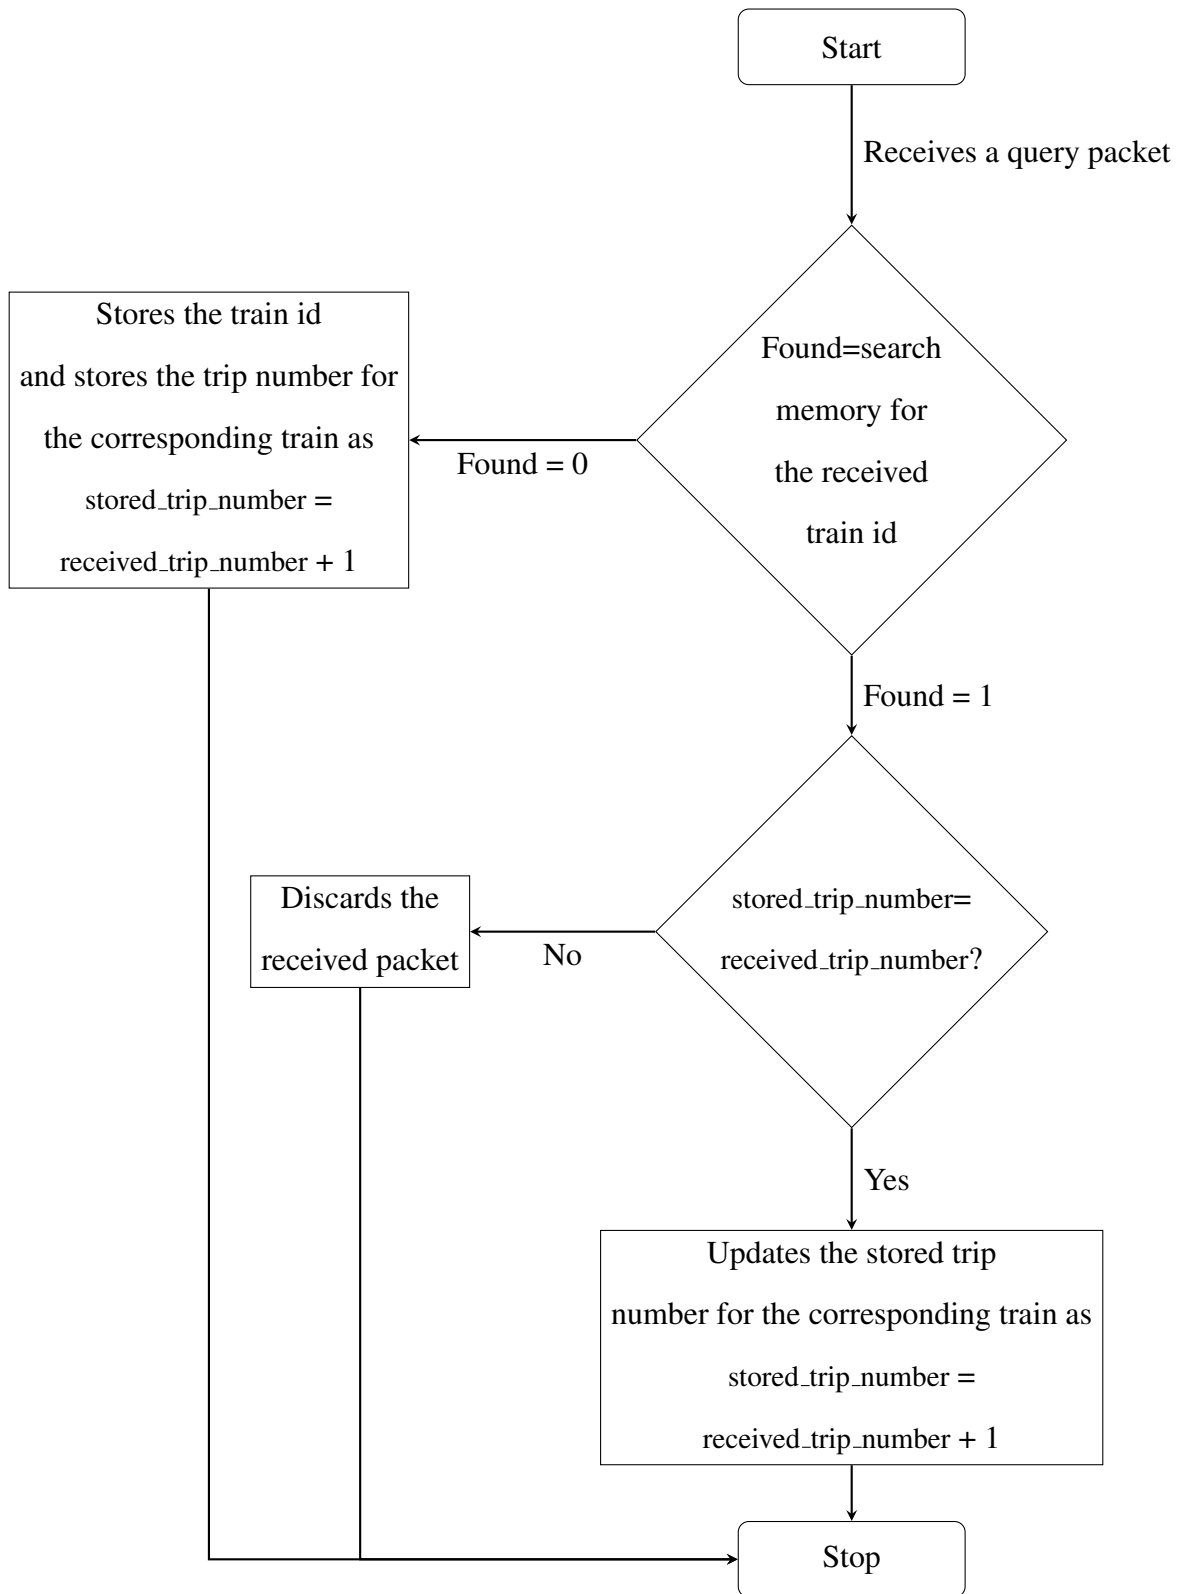 Start
Receives a query packet
Found=search
memory for
the received
train id
Found = 0
Stores the train id
and stores the trip number for
the corresponding train as
stored_trip_number =
received_trip_number + 1
Found = 1
stored_trip_number=
received_trip_number?
No
Discards the
received packet
Yes
Updates the stored trip
number for the corresponding train as
stored_trip_number =
received_trip_number + 1
Stop